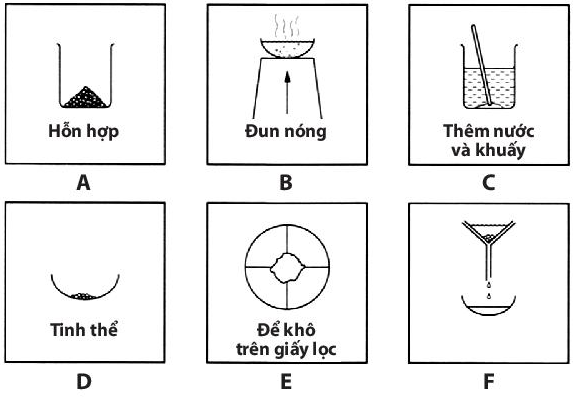 Hỗn hợp
A
Đun nóng
B
Thêm nước
và khuấy
C
Tinh thể
D
Để khô
trên giấy lọc
E
F